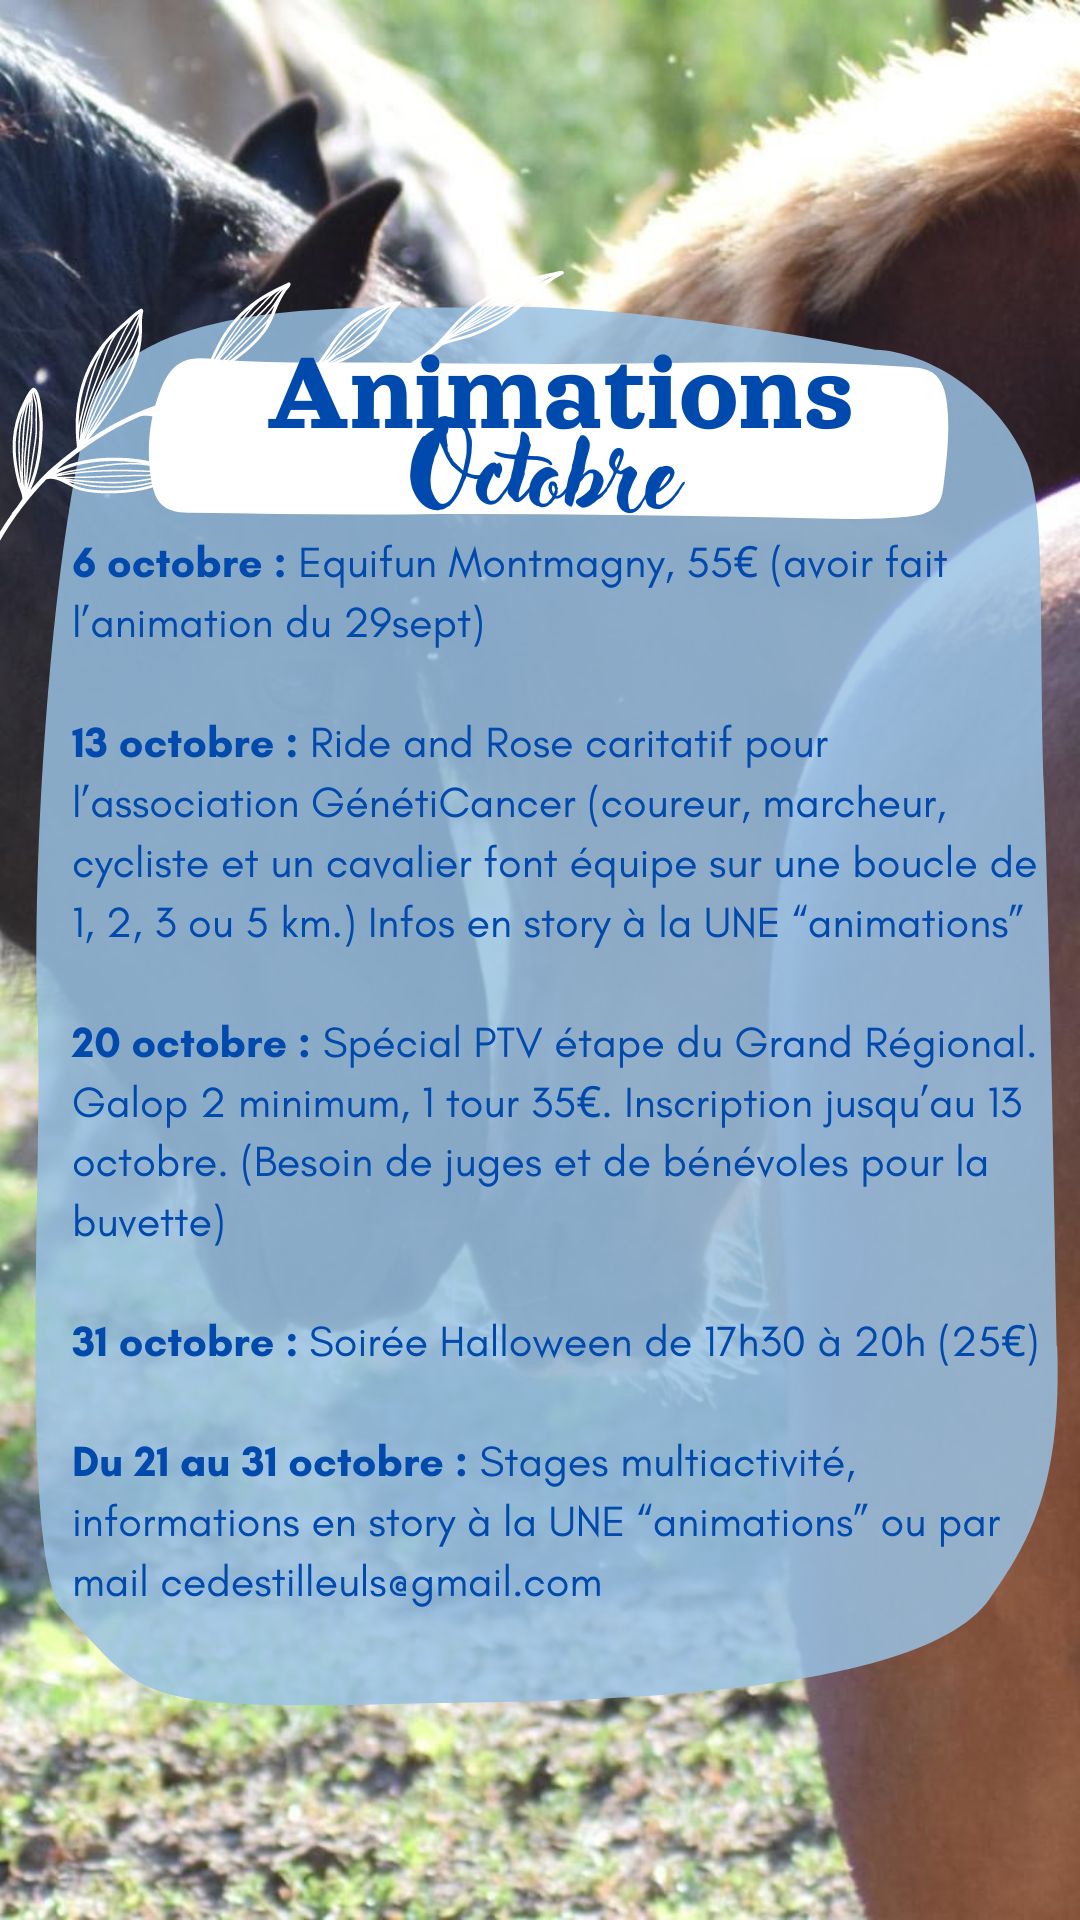 Animations
Octobre
6 octobre : Equifun Montmagny, 55€ (avoir fait
l’animation du 29sept)
13 octobre : Ride and Rose caritatif pour
l’association GénétiCancer (coureur, marcheur,
cycliste et un cavalier font équipe sur une boucle de
1, 2, 3 ou 5 km.) Infos en story à la UNE “animations”
20 octobre : Spécial PTV étape du Grand Régional.
Galop 2 minimum, 1 tour 35€. Inscription jusqu’au 13
octobre. (Besoin de juges et de bénévoles pour la
buvette)
31 octobre : Soirée Halloween de 17h30 à 20h (25€)
Du 21 au 31 octobre : Stages multiactivité,
informations en story à la UNE “animations” ou par
mail cedestilleuls@gmail.com